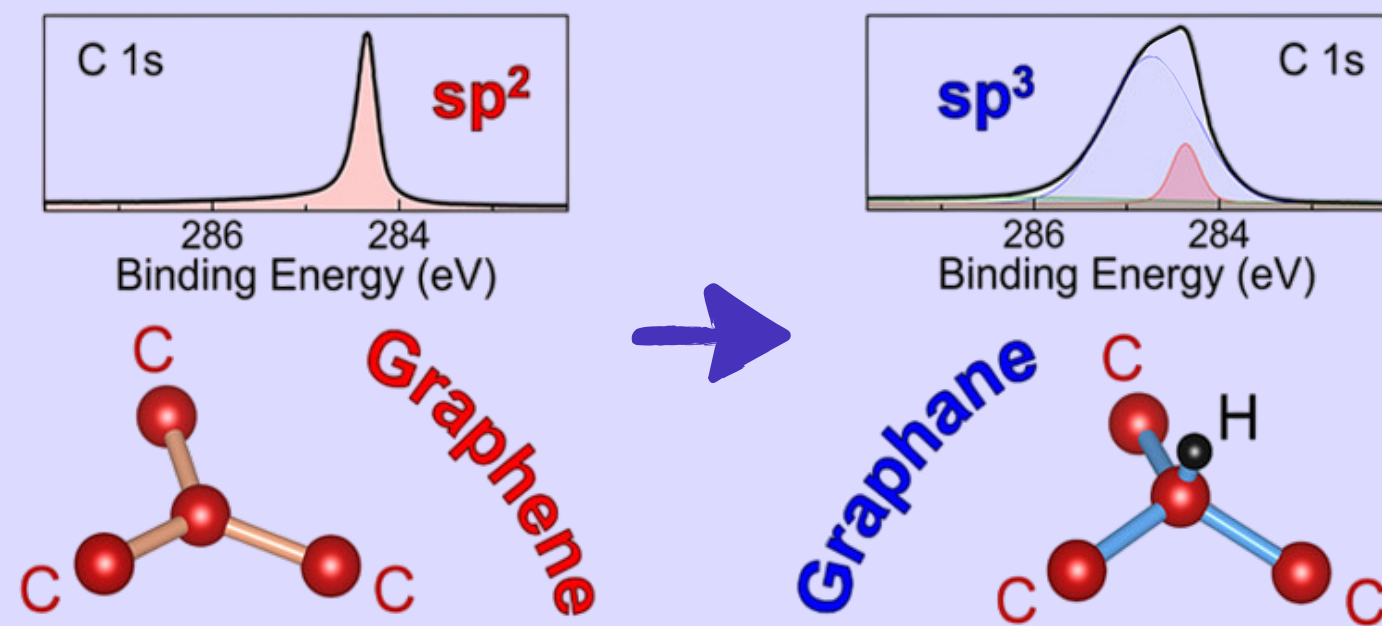 C 1s
sp²
286 284
Binding Energy (eV)
sp³
C 1s
286 284
Binding Energy (eV)
C
Graphene
C
C
Graphane
C
H
C
C